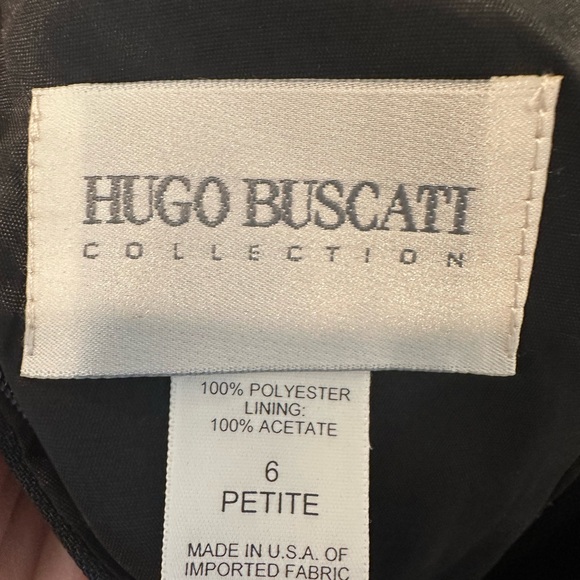 HUGO BUSCATI
COLLECTION
100% POLYESTER
LINING:
100% ACETATE
6
PETITE
MADE IN U.S.A. OF
IMPORTED FABRIC